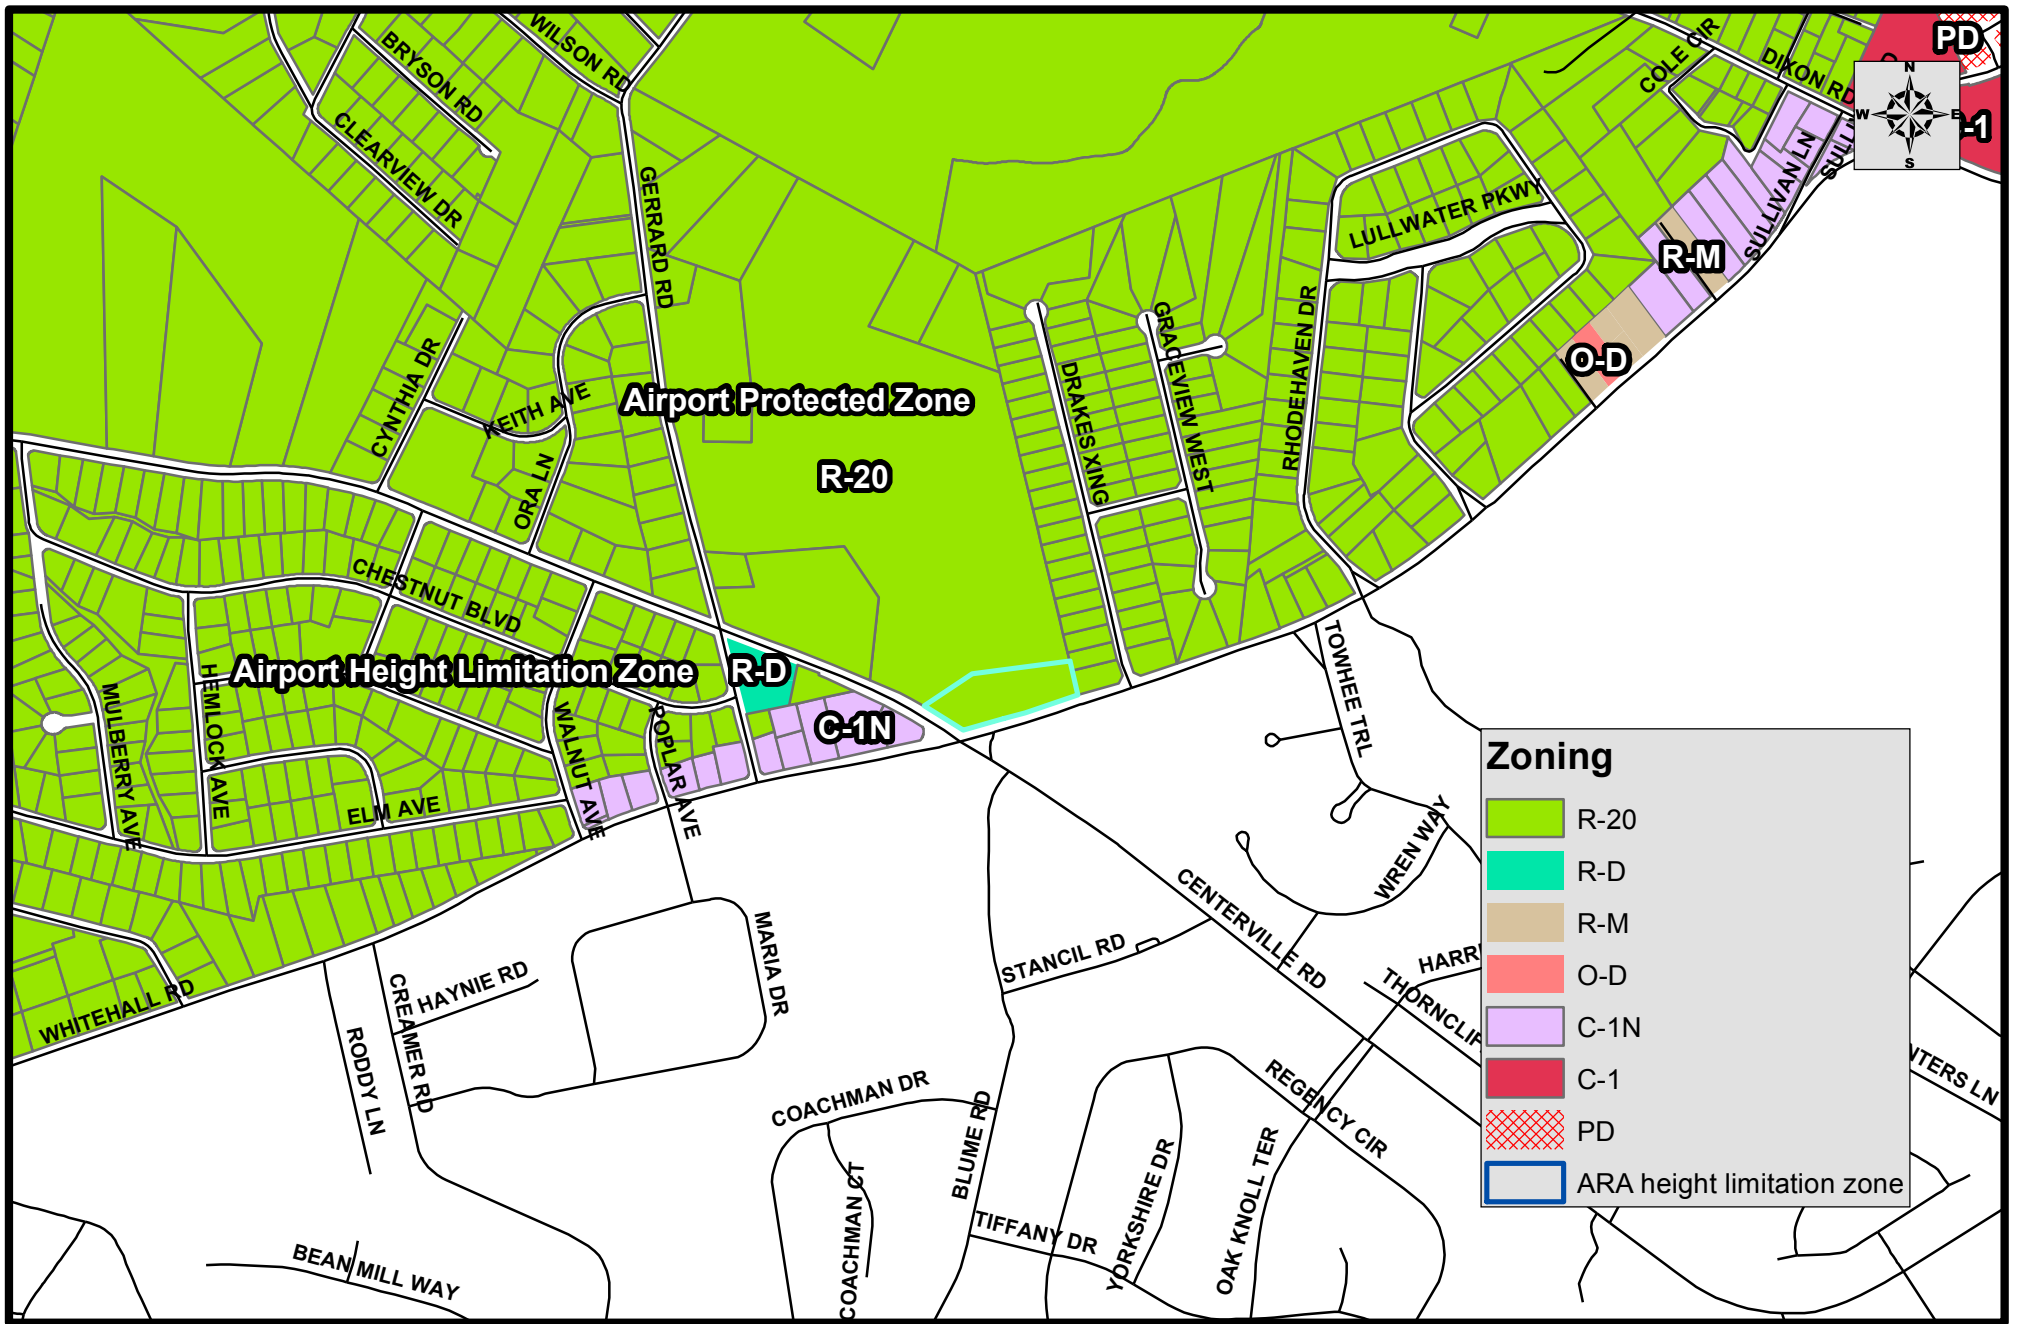 WILSON RD
BRYSON RD
CLEARVIEW DR
COLE CIR
DIXON RD
PD
N
W
E
S
-1
GERRARD RD
LULLWATER PKWY
SULLIVAN LN
R-M
O-D
CYNTHIA DR
KEITH AVE
ORA LN
Airport Protected Zone
R-20
DRAKES XING
GRACEVIEW WEST
RHODEHAVEN DR
CHESTNUT BLVD
Airport Height Limitation Zone
R-D
C-1N
MULBERRY AVE
HEMLOCK AVE
WALNUT AVE
POPLAR AVE
ELM AVE
TOWHEE TRL
WREN WAY
WHITEHALL RD
RODDY LN
CREAMER RD
HAYNIE RD
MARIA DR
STANCIL RD
CENTERVILLE RD
COACHMAN DR
COACHMAN CT
BLUME RD
TIFFANY DR
YORKSHIRE DR
OAK KNOLL TER
REGENCY CIR
BEAN MILL WAY
Zoning
R-20
R-D
R-M
O-D
C-1N
C-1
PD
ARA height limitation zone